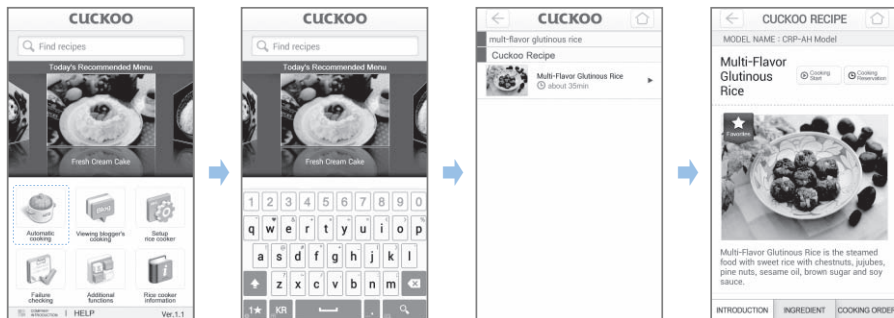 CUCKOO
Find recipes
Today's Recommended Menu
Fresh Cream Cake
Automatic
cooking
Viewing blogger's
cooking
Setup
rice cooker
Failure
checking
Additional
functions
Rice cooker
information
COMPANY
INTRODUCTION | HELP Ver.1.1
CUCKOO
Find recipes
Today's Recommended Menu
Fresh Cream Cake
1 2 3 4 5 6 7 8 9 0
q w e r t y u i o p
a s d f g h j k l
z x c v b n m
1★ KR .
CUCKOO
mult-flavor glutinous rice
Cuckoo Recipe
Multi-Flavor Glutinous Rice
about 35min
CUCKOO RECIPE
MODEL NAME : CRP-AH Model
Multi-Flavor
Glutinous
Rice
Cooking
Start
Cooking
Reservation
Favorites
Multi-Flavor Glutinous Rice is the steamed
food with sweet rice with chestnuts, jujubes,
pine nuts, sesame oil, brown sugar and soy
sauce.
INTRODUCTION INGREDIENT COOKING ORDER